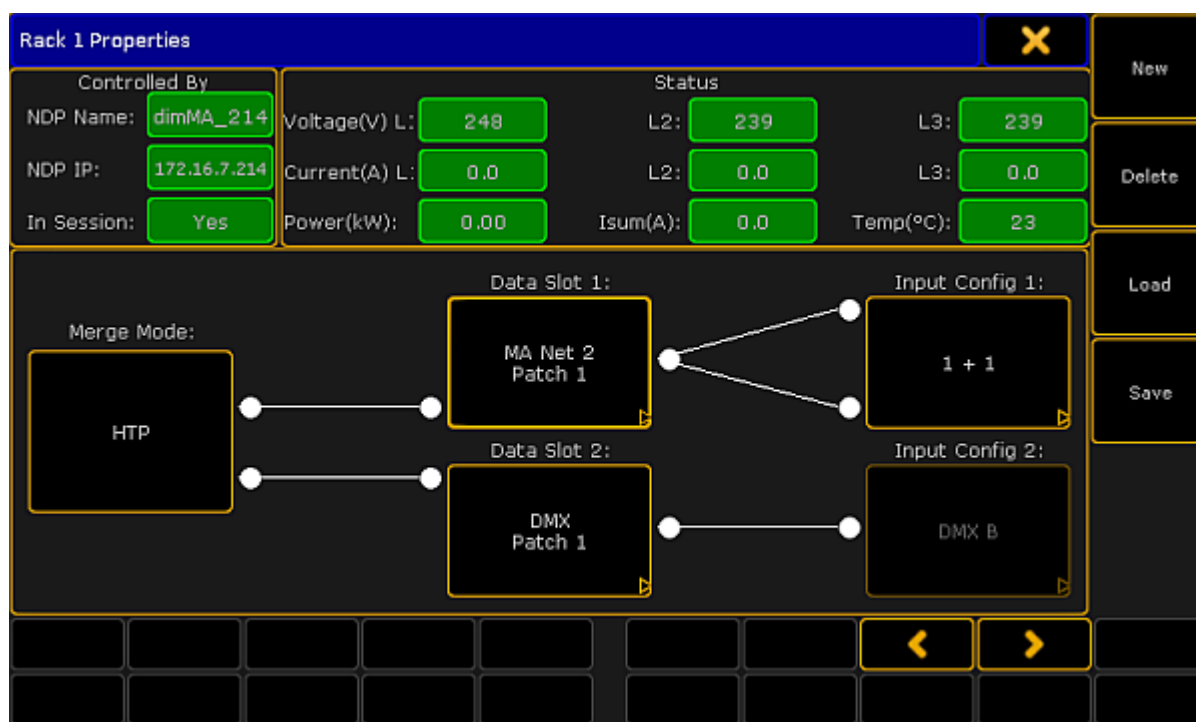 Rack 1 Properties
New
Controlled By
Status
NDP Name: dimMA_214 Voltage(V) L: 248 L2: 239 L3: 239
NDP IP: 172.16.7.214 Current(A) L: 0.0 L2: 0.0 L3: 0.0
Delete
In Session: Yes Power(kW): 0.00 Isum(A): 0.0 Temp(°C): 23
Data Slot 1:
Input Config 1:
Load
Merge Mode:
MA Net 2
Patch 1
1 + 1
Save
HTP
Data Slot 2:
Input Config 2:
DMX
Patch 1
DMX B